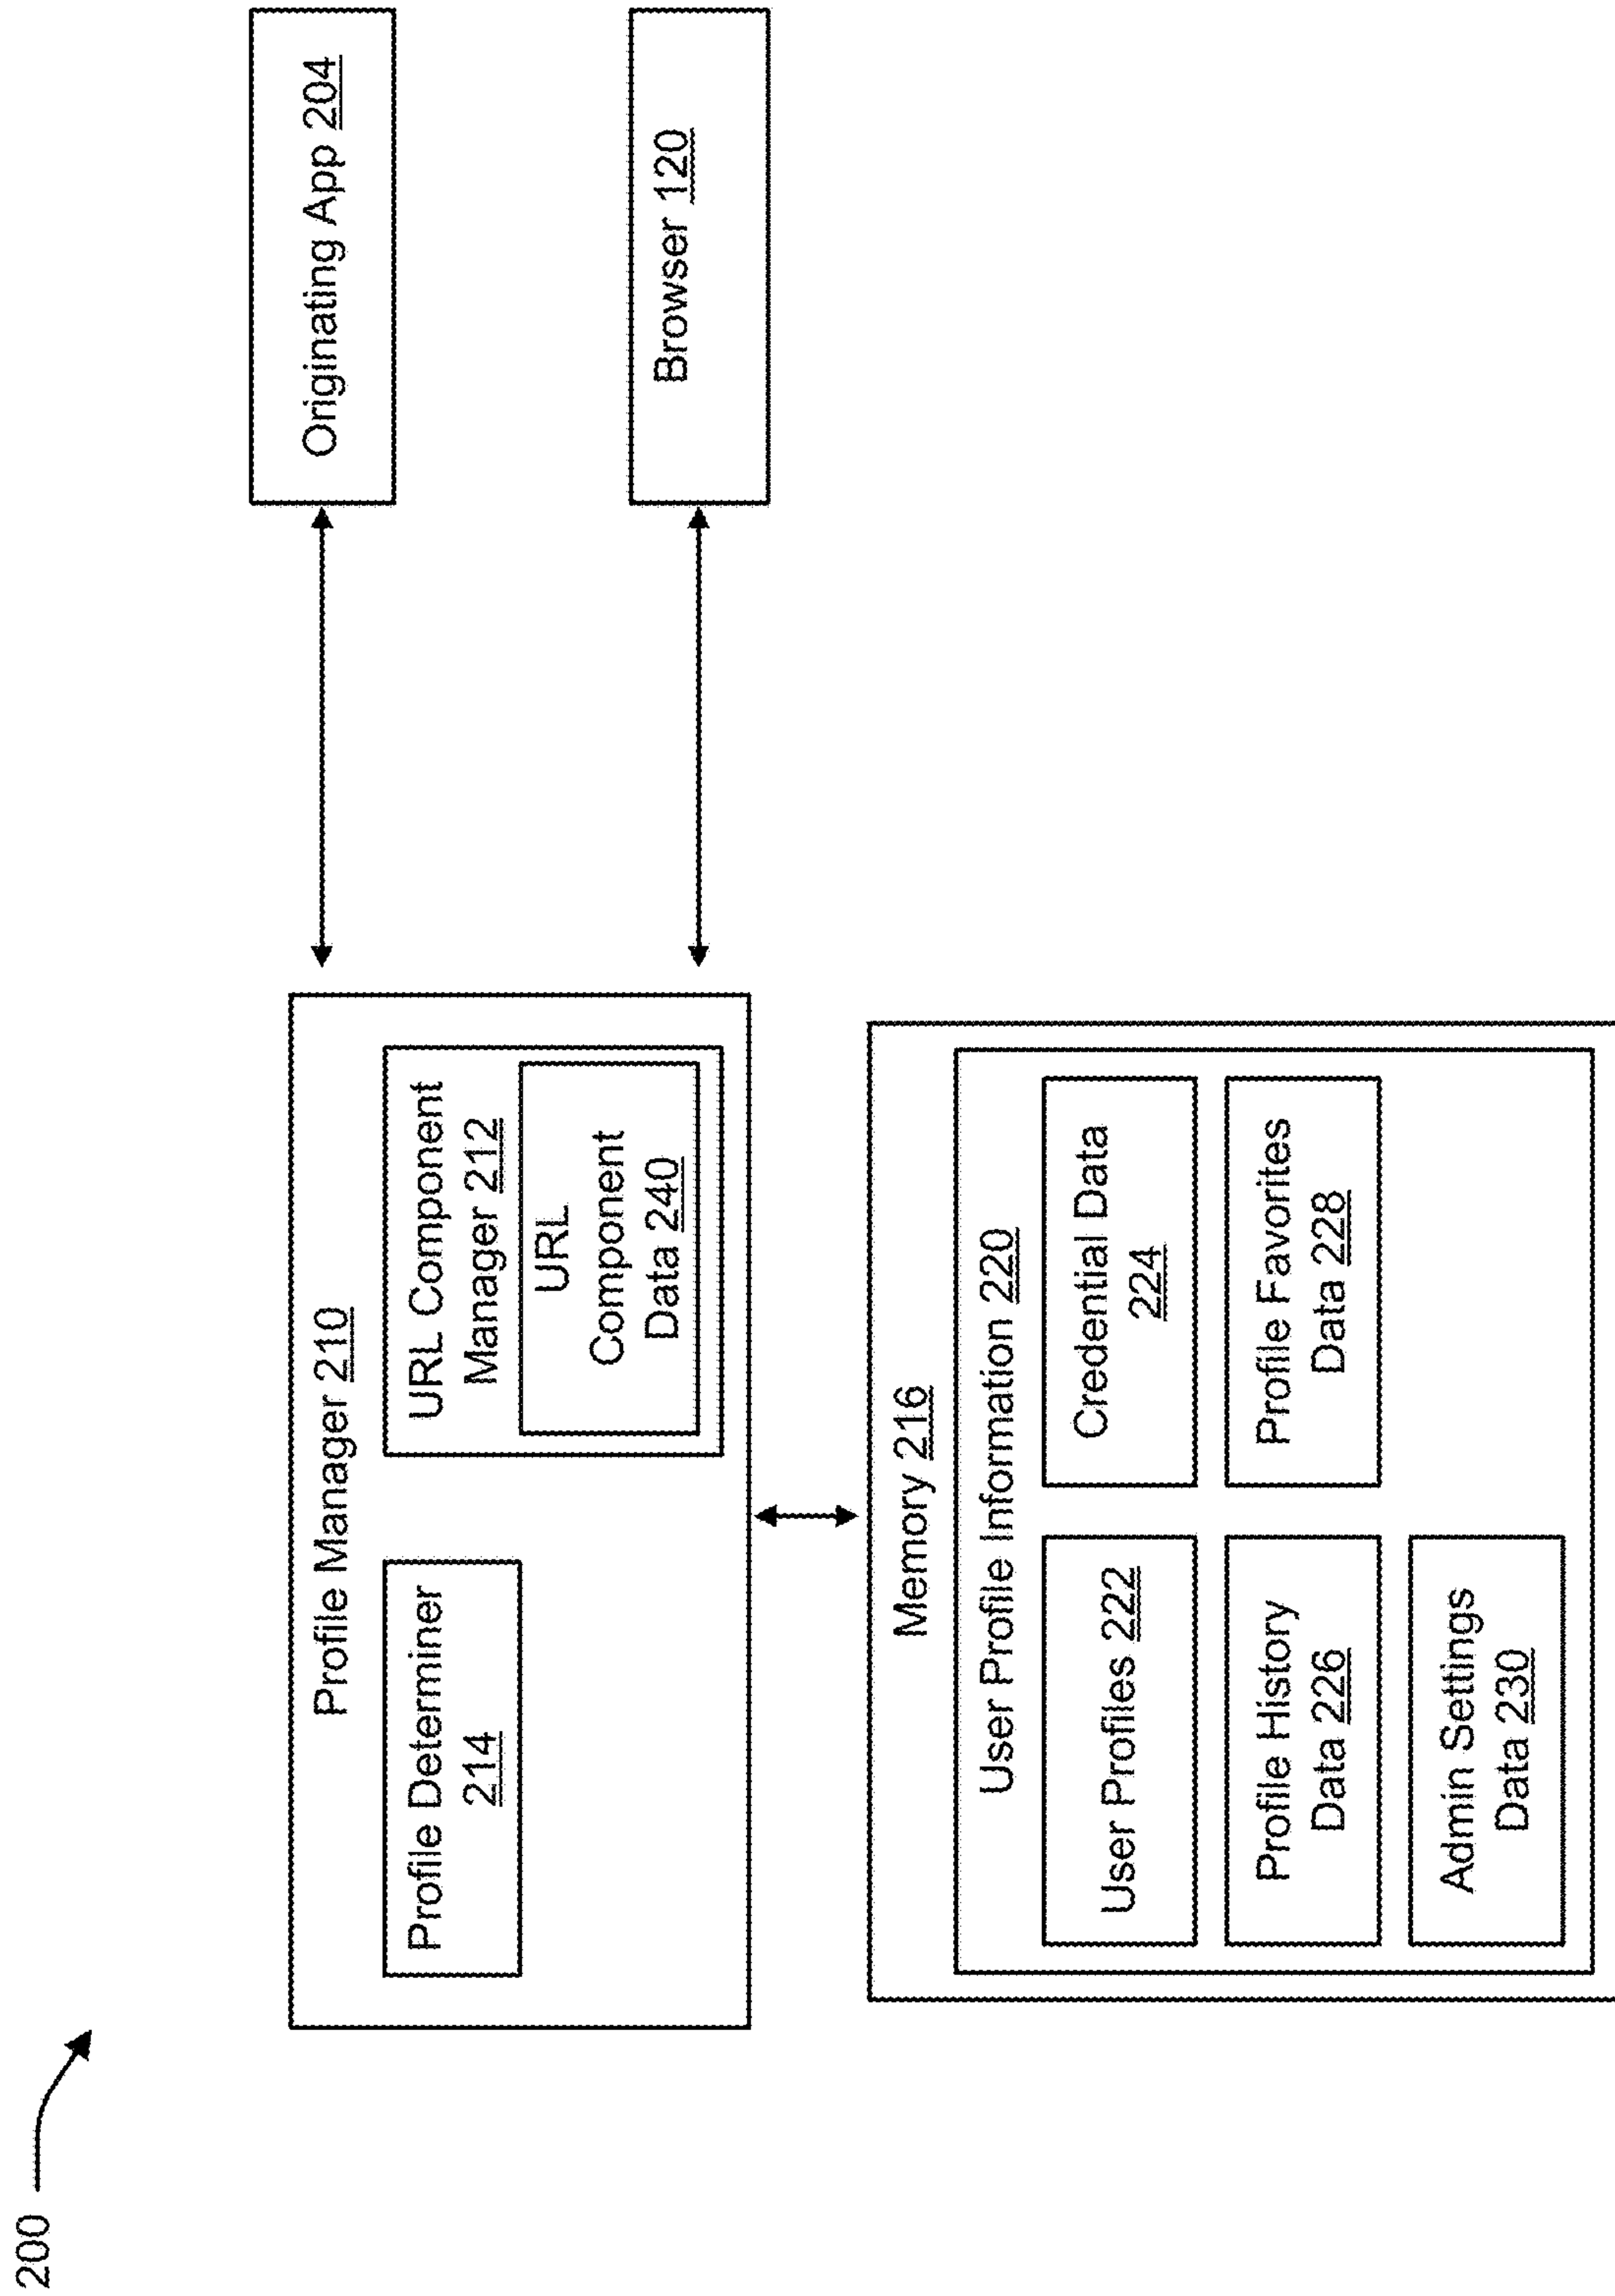 200
Profile Manager 210
Profile Determiner
214
URL Component
Manager 212
URL
Component
Data 240
Originating App 204
Browser 120
Memory 216
User Profile Information 220
User Profiles 222
Credential Data
224
Profile History
Data 226
Profile Favorites
Data 228
Admin Settings
Data 230